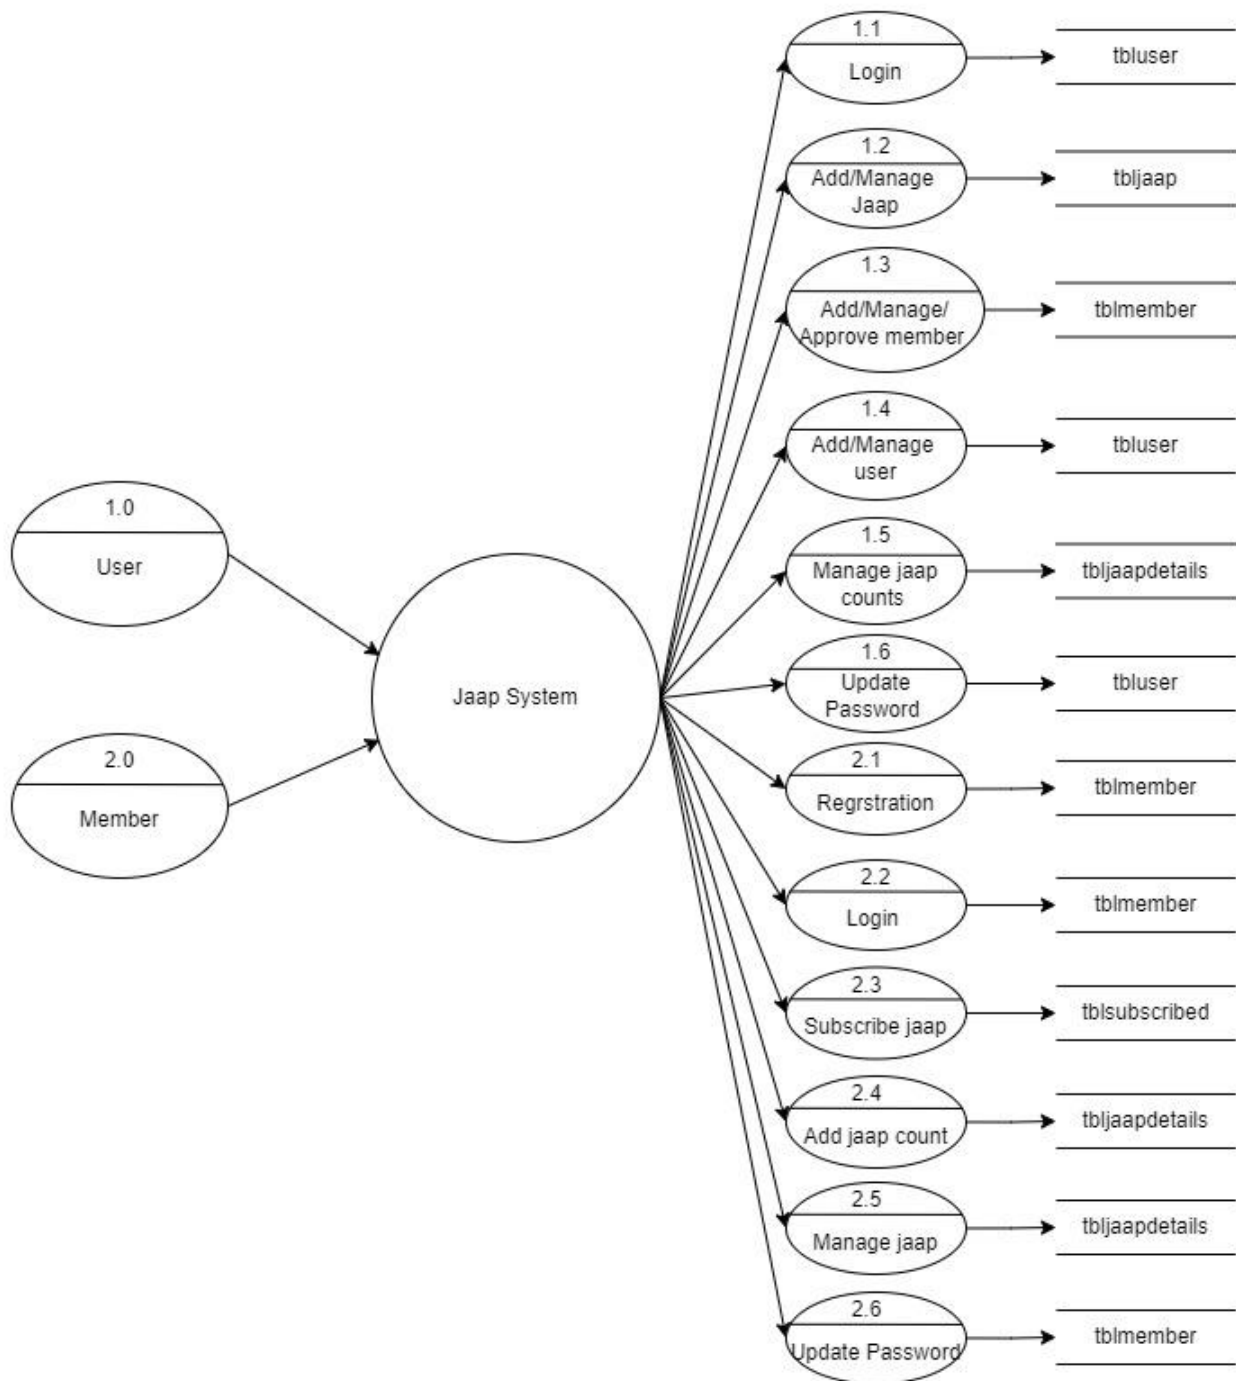 1.1
Login
tbluser
1.2
Add/Manage
Jaap
tbljaap
1.3
Add/Manage/
Approve member
tblmember
1.4
Add/Manage
user
tbluser
1.0
User
1.5
Manage jaap
counts
tbljaapdetails
1.6
Update
Password
tbluser
Jaap System
2.0
Member
2.1
Regrstration
tblmember
2.2
Login
tblmember
2.3
Subscribe jaap
tblsubscribed
2.4
Add jaap count
tbljaapdetails
2.5
Manage jaap
tbljaapdetails
2.6
Update Password
tblmember